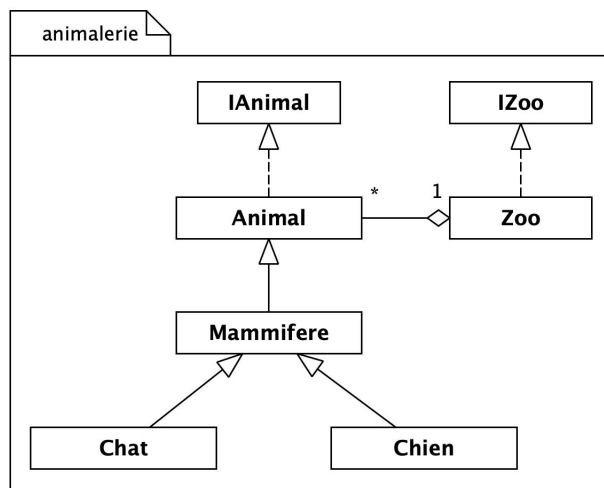 animalerie
IAnimal
IZoo
* 1
Animal
Zoo
Mammifere
Chat
Chien